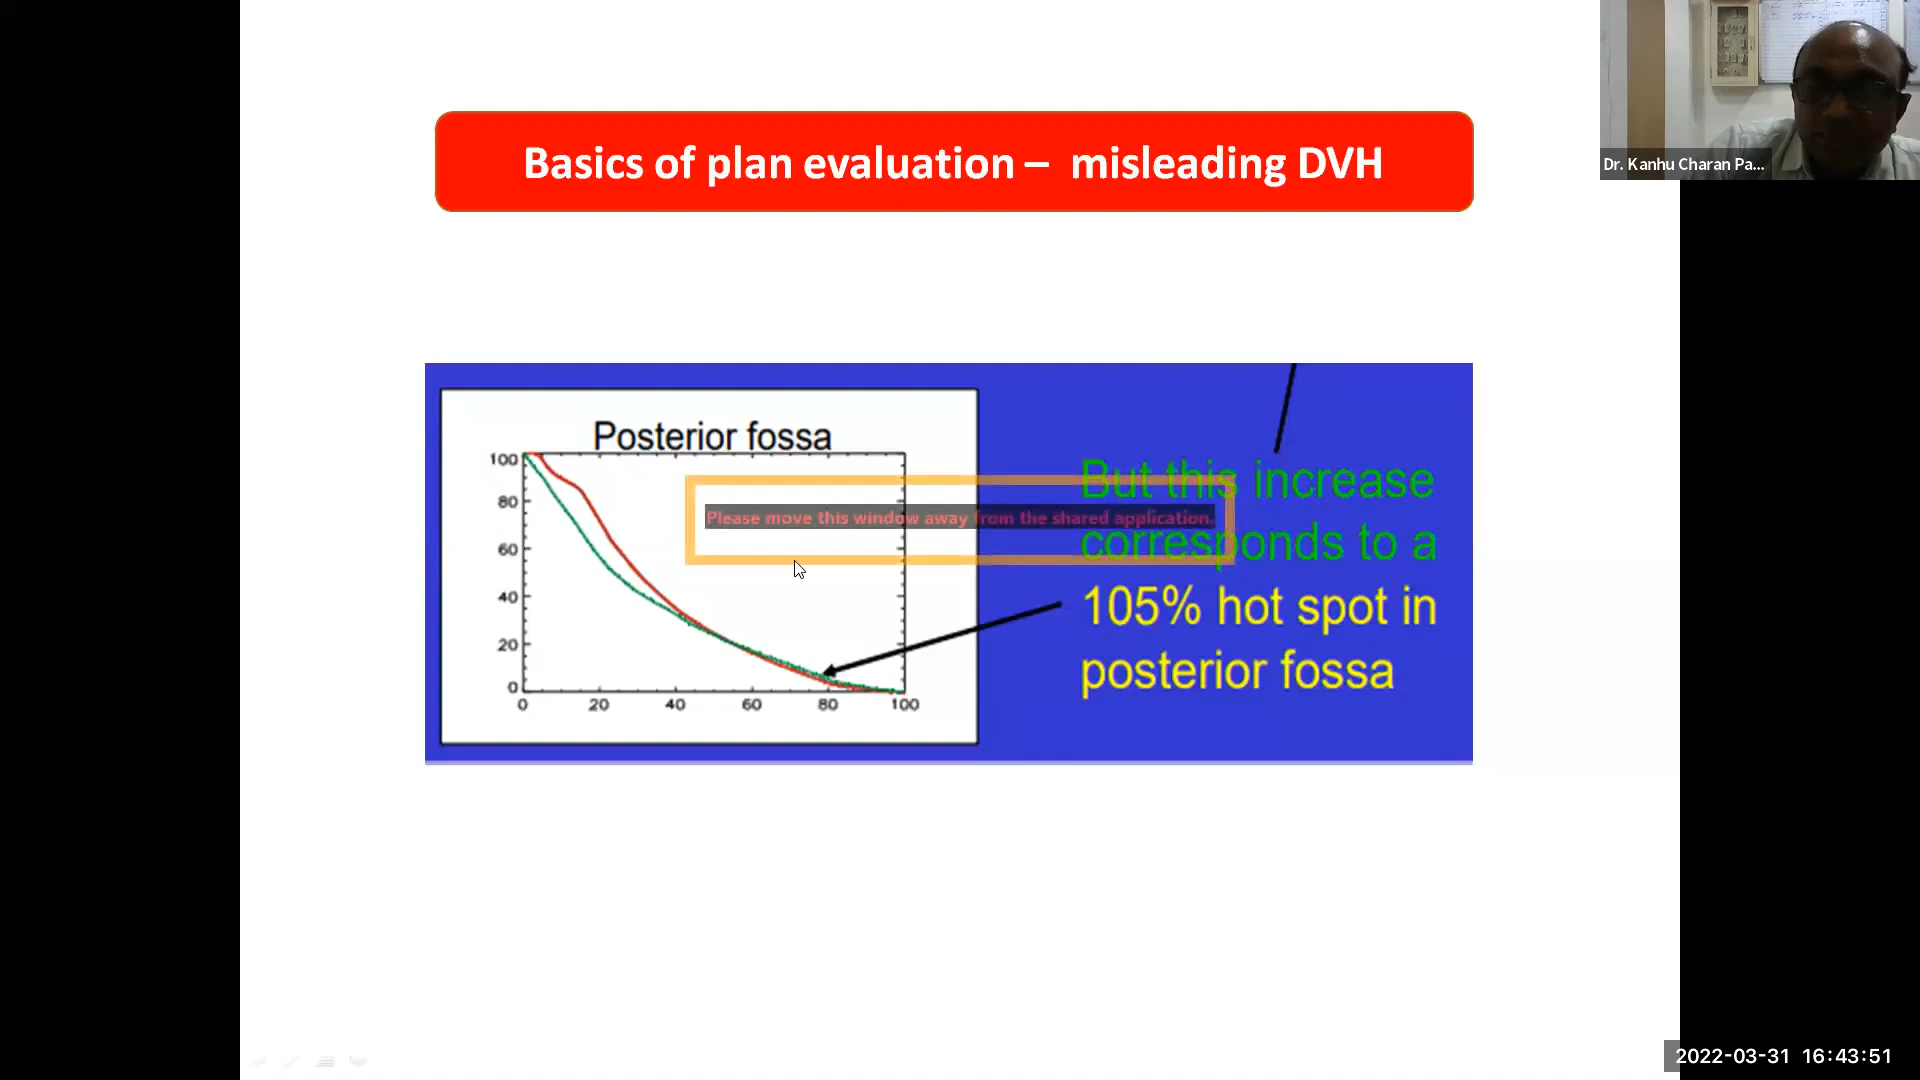 Basics of plan evaluation – misleading DVH
Dr. Kanhu Charan Pa...
Posterior fossa
100
80
60
40
20
0
0 20 40 60 80 100
Please move this window away from the shared application.
But this increase
corresponds to a
105% hot spot in
posterior fossa
2022-03-31 16:43:51